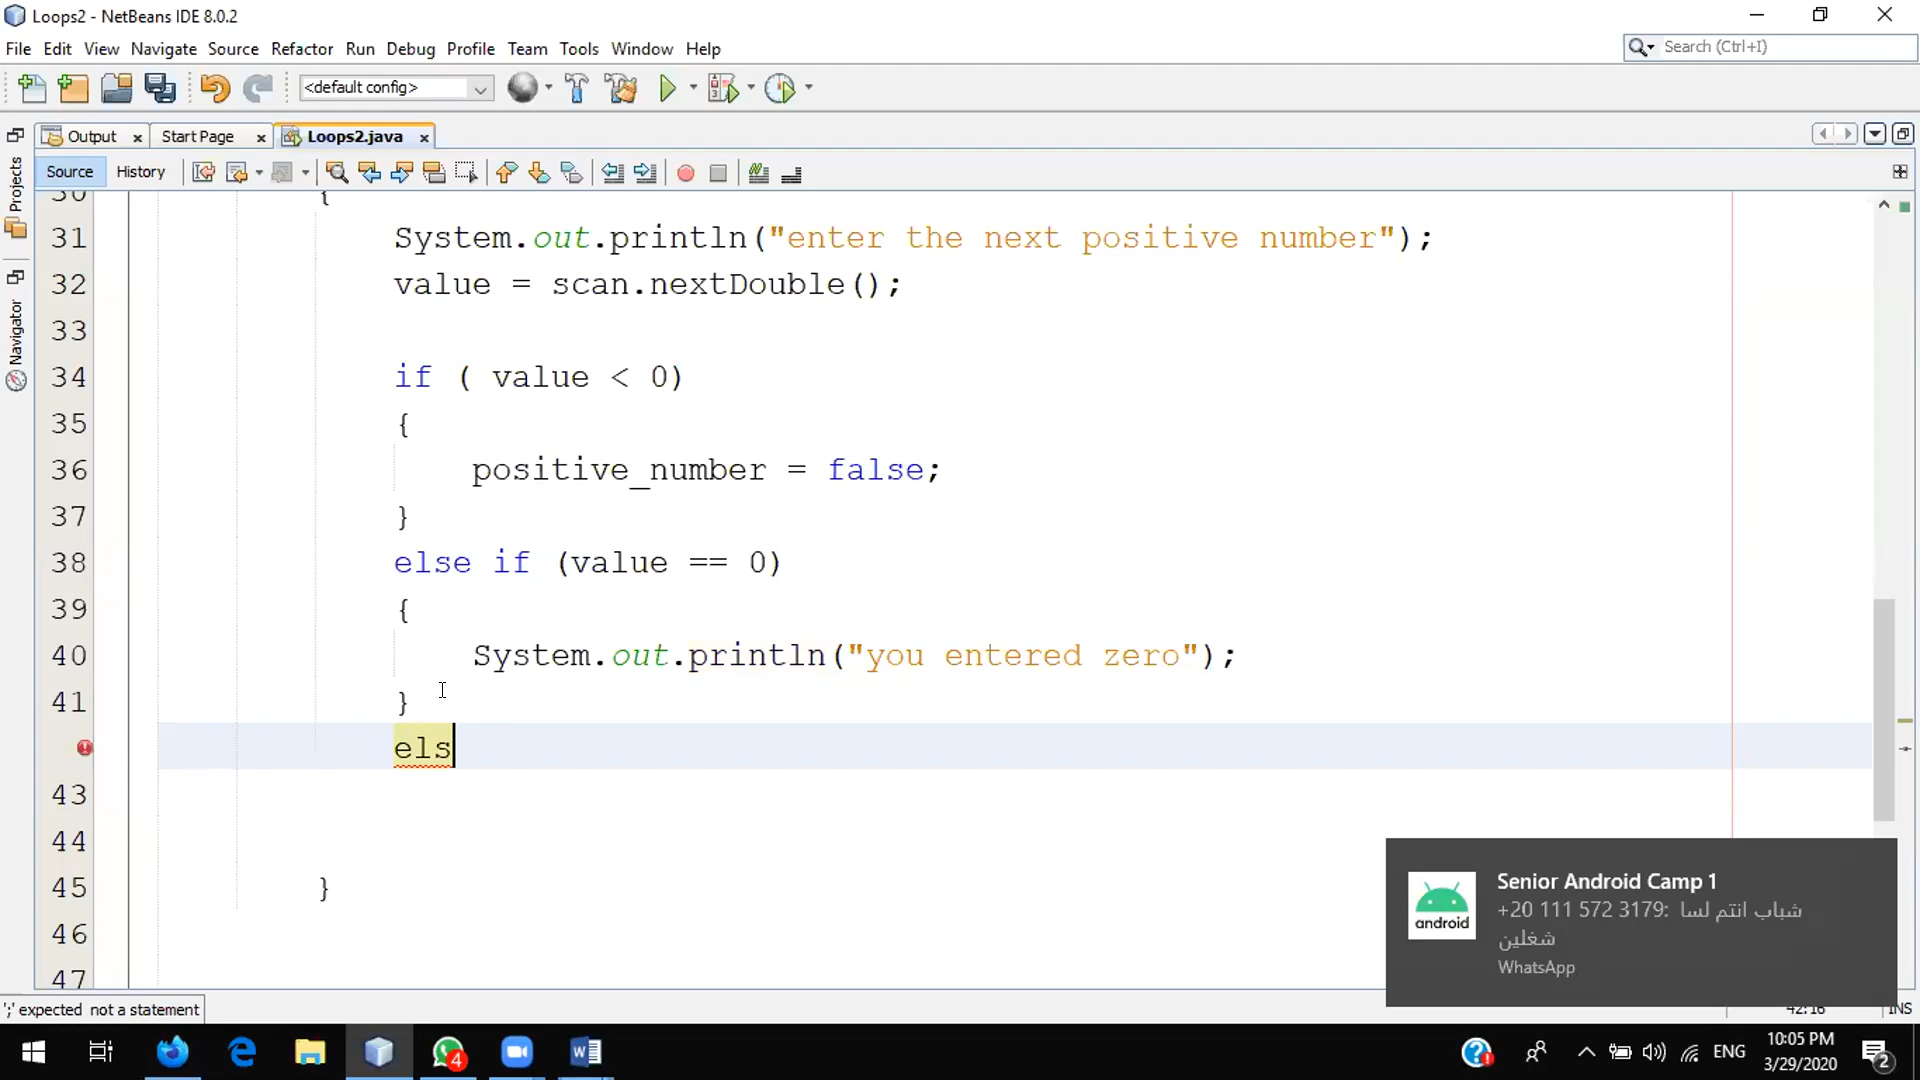 Loops2 - NetBeans IDE 8.0.2
File Edit View Navigate Source Refactor Run Debug Profile Team Tools Window Help
Search (Ctrl+I)
<default config>
Output Start Page Loops2.java
Source History
Projects
Navigator
30 {
31 System.out.println("enter the next positive number");
32 value = scan.nextDouble();
33
34 if ( value < 0)
35 {
36 positive_number = false;
37 }
38 else if (value == 0)
39 {
40 System.out.println("you entered zero");
41 }
els
43
44
45 }
46
47
Senior Android Camp 1
+20 111 572 3179: شباب انتم لسا
شغلين
WhatsApp
android
';' expected not a statement
42:16 INS
4
ENG
10:05 PM
3/29/2020
2